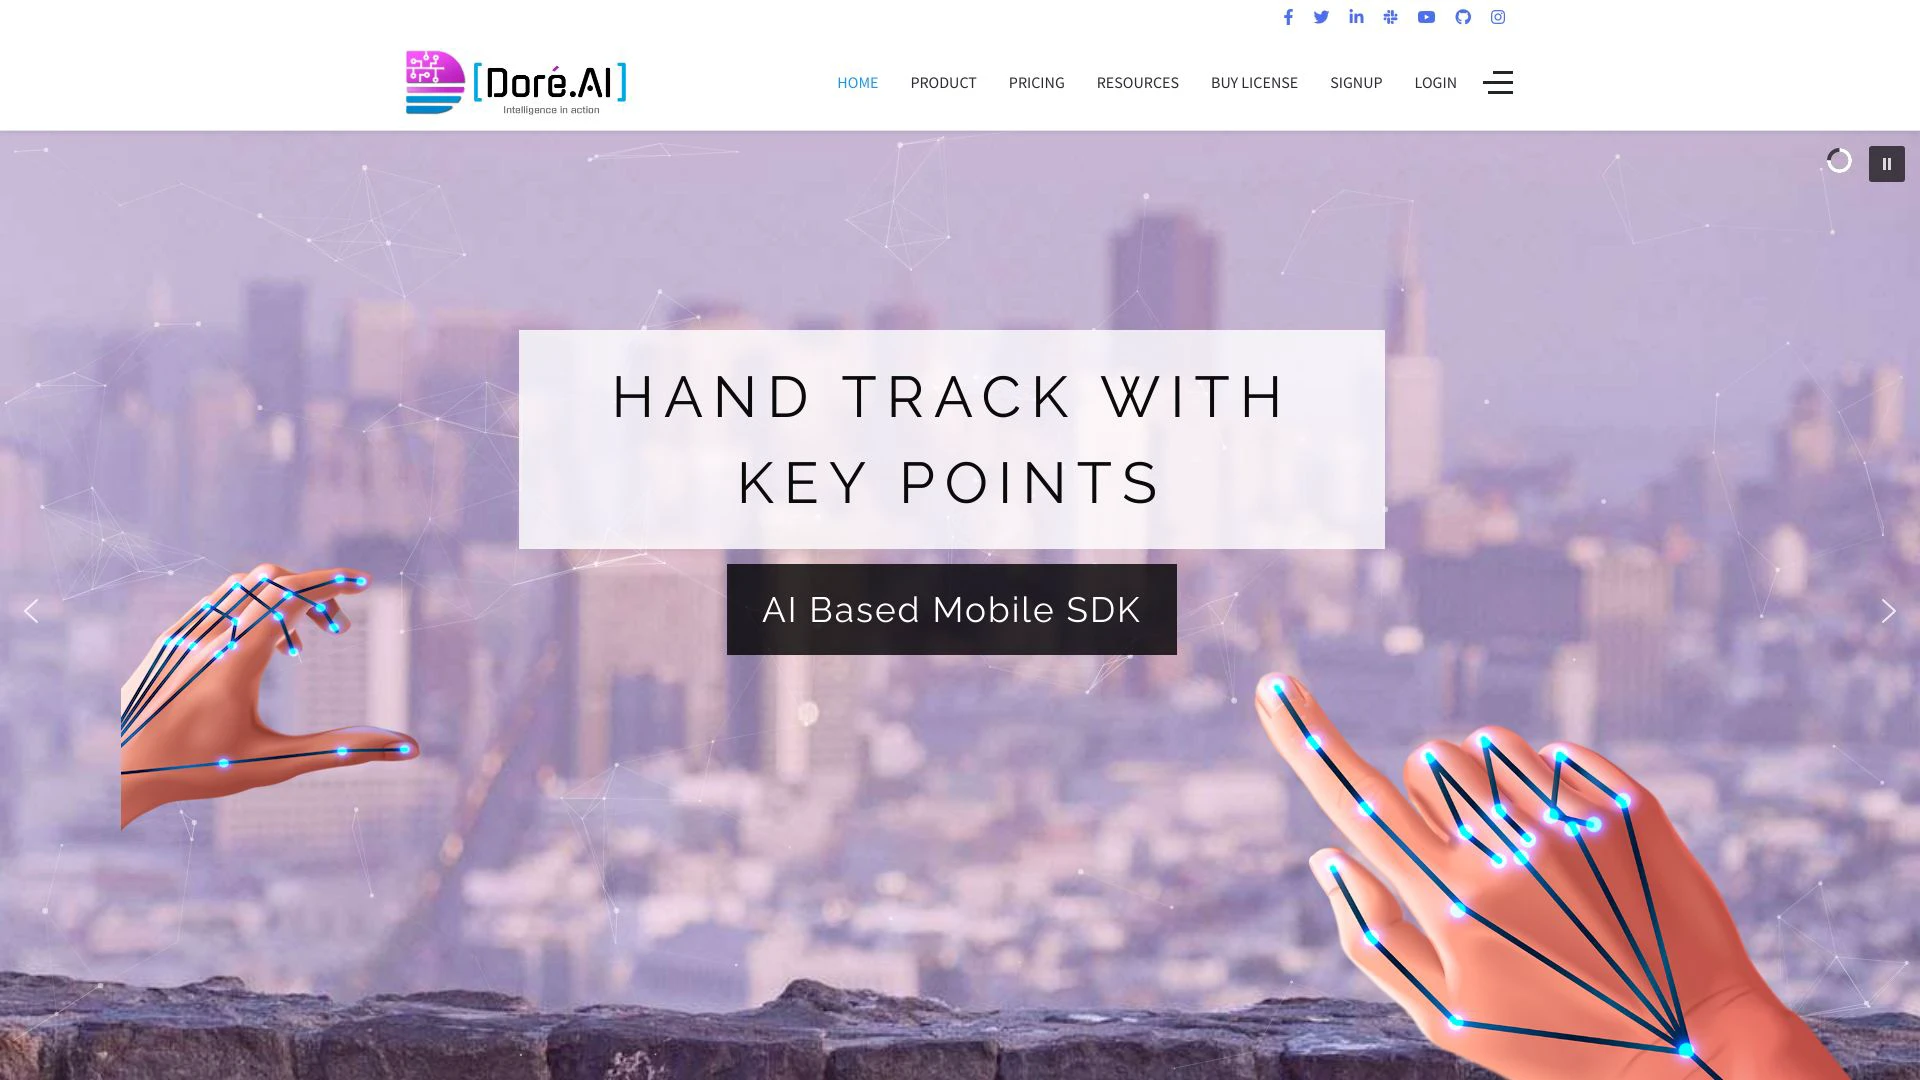 [Doré.AI]
Intelligence in action
HOME PRODUCT PRICING RESOURCES BUY LICENSE SIGNUP LOGIN
HAND TRACK WITH
KEY POINTS
AI Based Mobile SDK